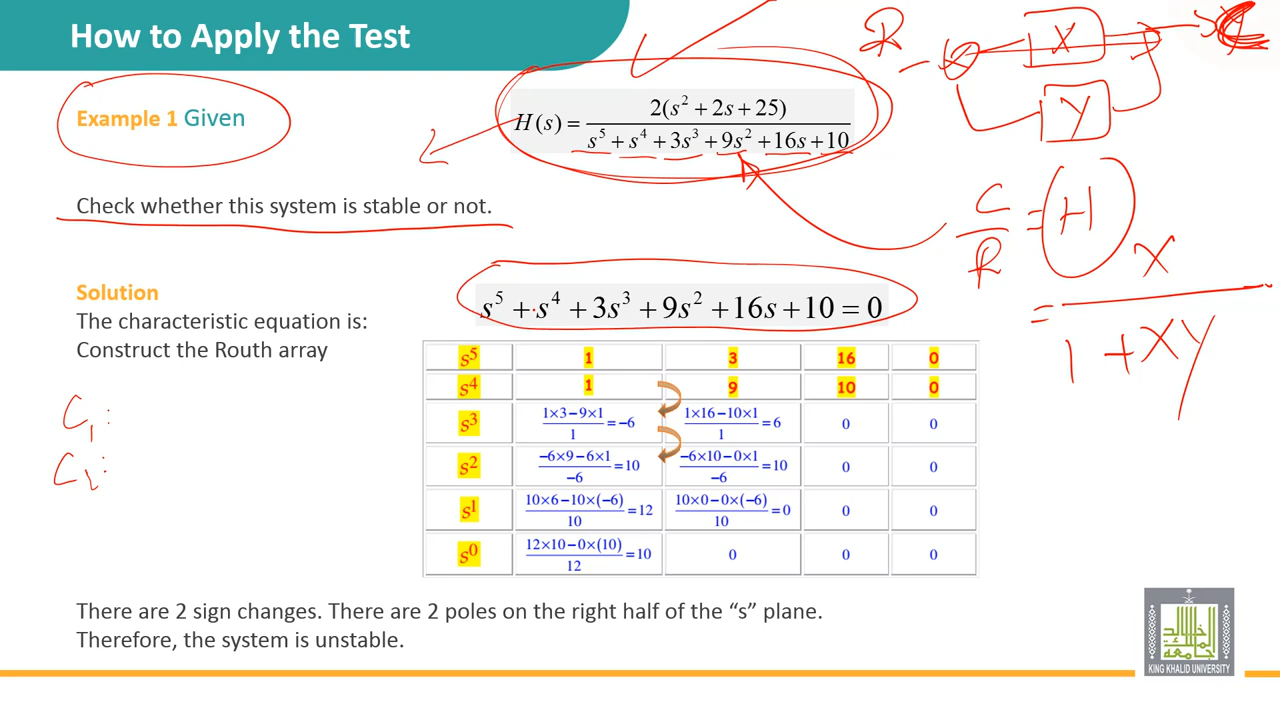 How to Apply the Test
R
X
Y
Example 1 Given
H(s) = 2(s² + 2s + 25) / s⁵ + s⁴ + 3s³ + 9s² + 16s + 10
Check whether this system is stable or not.
C/R = H
= X / 1 + XY
Solution
The characteristic equation is:
s⁵ + s⁴ + 3s³ + 9s² + 16s + 10 = 0
Construct the Routh array
s⁵ 1 3 16 0
s⁴ 1 9 10 0
s³ (1×3−9×1)/1 = −6 (1×16−10×1)/1 = 6 0 0
s² (−6×9−6×1)/−6 = 10 (−6×10−0×1)/−6 = 10 0 0
s¹ (10×6−10×(−6))/10 = 12 (10×0−0×(−6))/10 = 0 0 0
s⁰ (12×10−0×(10))/12 = 10 0 0 0
C₁:
C₂:
There are 2 sign changes. There are 2 poles on the right half of the “s” plane.
Therefore, the system is unstable.
KING KHALID UNIVERSITY